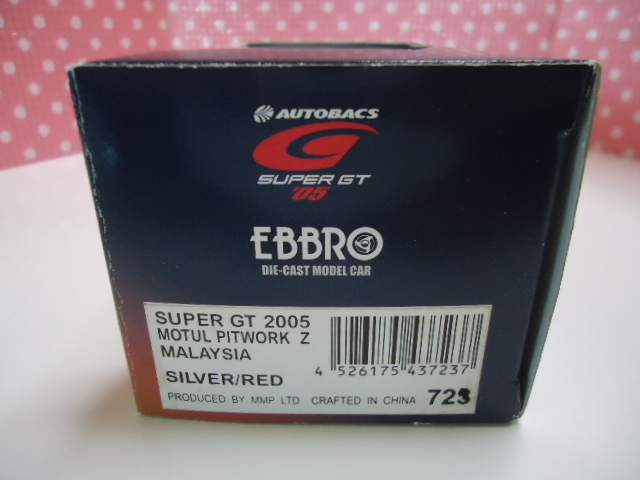 AUTOBACS
SUPER GT
'05
EBBRO
DIE-CAST MODEL CAR
SUPER GT 2005
MOTUL PITWORK Z
MALAYSIA
SILVER/RED
4 526175 437237
PRODUCED BY MMP LTD CRAFTED IN CHINA 723